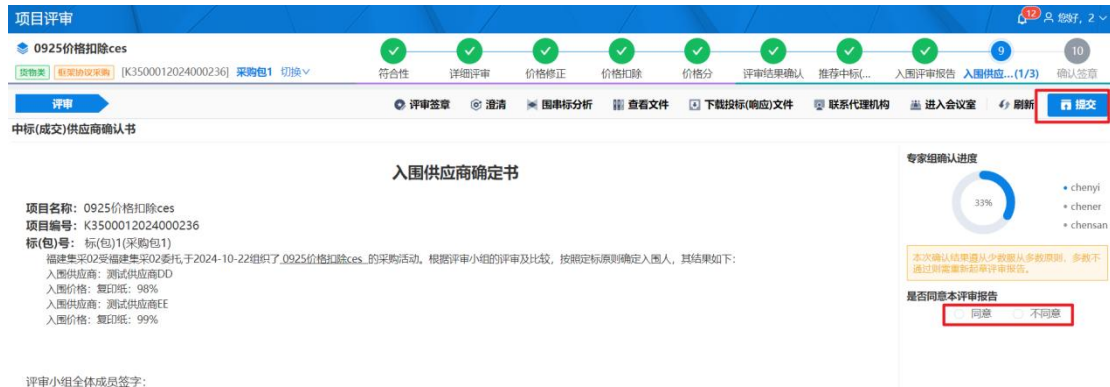 项目评审
12 您好, 2
0925价格扣除ces
货物类 框架协议采购 [K3500012024000236] 采购包1 切换
符合性 详细评审 价格修正 价格扣除 价格分 评审结果确认 推荐中标(... 入围评审报告 9 入围供应...(1/3) 10 确认签章
评审
评审签章 澄清 围串标分析 查看文件 下载投标(响应)文件 联系代理机构 进入会议室 刷新 提交
中标(成交)供应商确认书
入围供应商确定书
项目名称: 0925价格扣除ces
项目编号: K3500012024000236
标(包)号: 标(包)1(采购包1)
福建集采02受福建集采02委托,于2024-10-22组织了 0925价格扣除ces 的采购活动。根据评审小组的评审及比较,按照定标原则确定入围人,其结果如下:
入围供应商: 测试供应商DD
入围价格: 复印纸: 98%
入围供应商: 测试供应商EE
入围价格: 复印纸: 99%
评审小组全体成员签字:
专家组确认进度
33%
chenyi
chener
chensan
本次确认结果遵从少数服从多数原则,多数不
通过则需重新起草评审报告。
是否同意本评审报告
同意 不同意